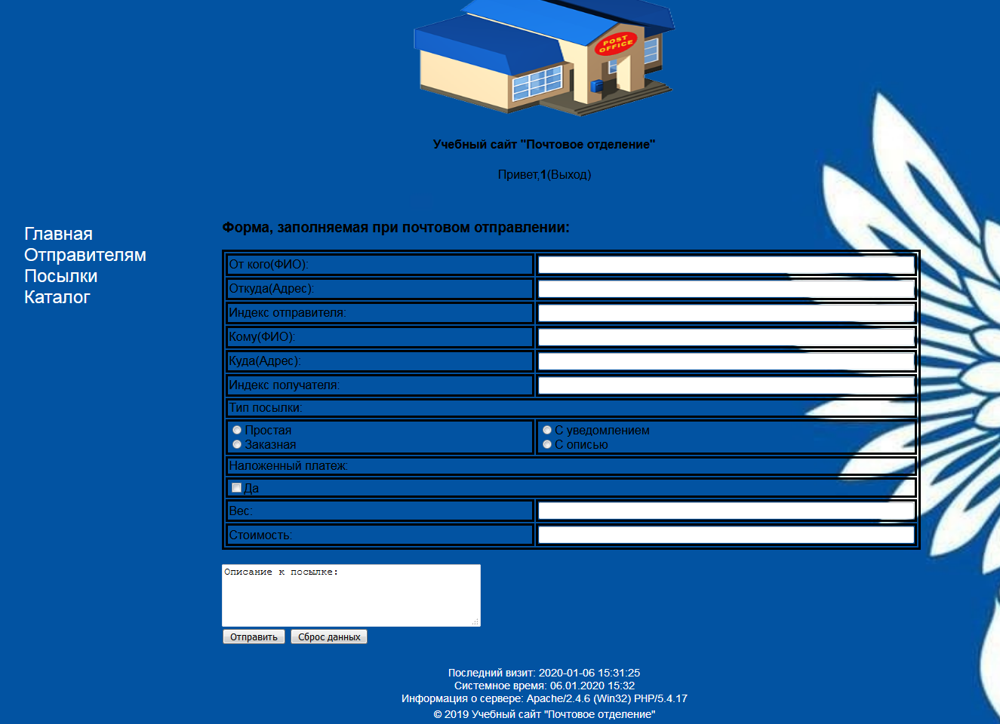 POST
OFFICE
Учебный сайт "Почтовое отделение"
Привет,1(Выход)
Главная
Отправителям
Посылки
Каталог
Форма, заполняемая при почтовом отправлении:
От кого(ФИО):
Откуда(Адрес):
Индекс отправителя:
Кому(ФИО):
Куда(Адрес):
Индекс получателя:
Тип посылки:
Простая
Заказная
С уведомлением
С описью
Наложенный платеж:
Да
Вес:
Стоимость:
Описание к посылке:
Отправить Сброс данных
Последний визит: 2020-01-06 15:31:25
Системное время: 06.01.2020 15:32
Информация о сервере: Apache/2.4.6 (Win32) PHP/5.4.17
© 2019 Учебный сайт "Почтовое отделение"